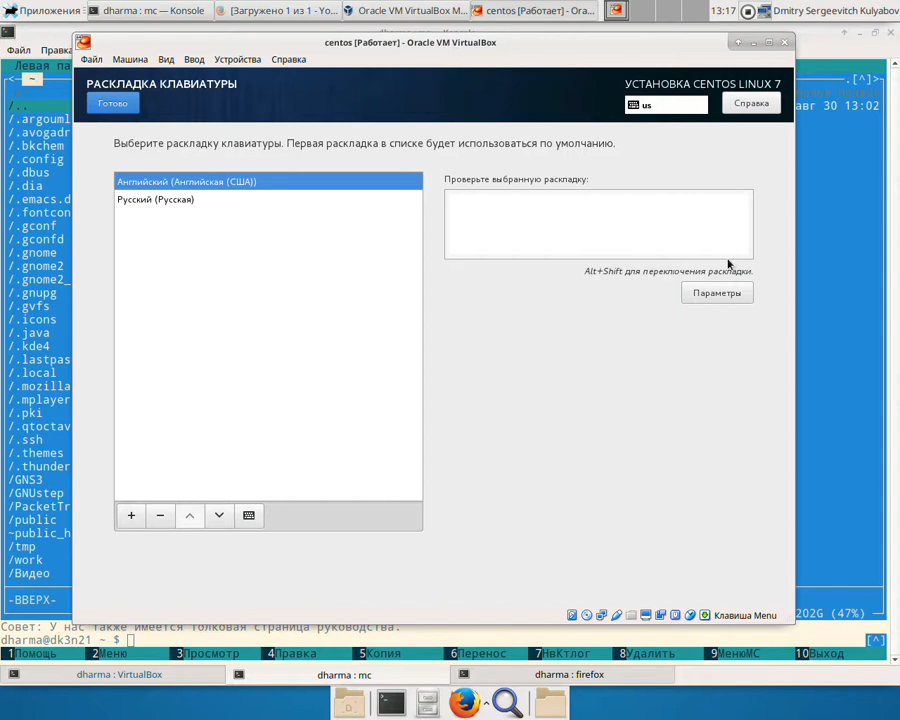 Приложения
dharma : mc — Konsole
[Загружено 1 из 1 - Yo...
Oracle VM VirtualBox M...
centos [Работает] - Ora...
13:17
Dmitry Sergeevitch Kulyabov
Файл Правка
centos [Работает] - Oracle VM VirtualBox
Файл Машина Вид Ввод Устройства Справка
Левая па
РАСКЛАДКА КЛАВИАТУРЫ
УСТАНОВКА CENTOS LINUX 7
Готово
us
Справка
Выберите раскладку клавиатуры. Первая раскладка в списке будет использоваться по умолчанию.
Английский (Английская (США))
Русский (Русская)
Проверьте выбранную раскладку:
Alt+Shift для переключения раскладки.
Параметры
<- ~
.[^]>
/..
авг 30 13:02
/.argouml
/.avogadr
/.bkchem
/.config
/.dbus
/.dia
/.emacs.d
/.fontcon
/.gconf
/.gconfd
/.gnome
/.gnome2
/.gnome2_
/.gnupg
/.gvfs
/.icons
/.java
/.kde4
/.lastpas
/.local
/.mozilla
/.mplayer
/.pki
/.qtoctav
/.ssh
/.themes
/.thunder
/GNS3
/GNUstep
/PacketTr
/public
~public_h
/tmp
/work
/Видео
-ВВЕРХ-
Клавиша Menu
202G (47%)
Совет: У нас также имеется толковая страница руководства.
dharma@dk3n21 ~ $
[^]
1Помощь 2Меню 3Просмотр 4Правка 5Копия 6Перенос 7НвКтлог 8Удалить 9МенюМС 10Выход
dharma : VirtualBox
dharma : mc
dharma : firefox